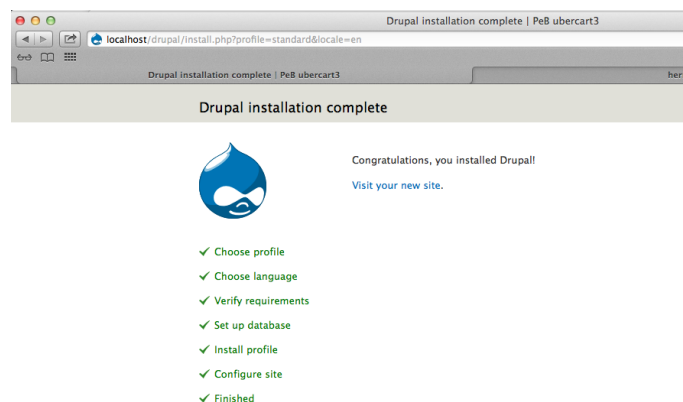 Drupal installation complete | PeB ubercart3
localhost/drupal/install.php?profile=standard&locale=en
Drupal installation complete | PeB ubercart3
her
Drupal installation complete
Congratulations, you installed Drupal!
Visit your new site.
Choose profile
Choose language
Verify requirements
Set up database
Install profile
Configure site
Finished